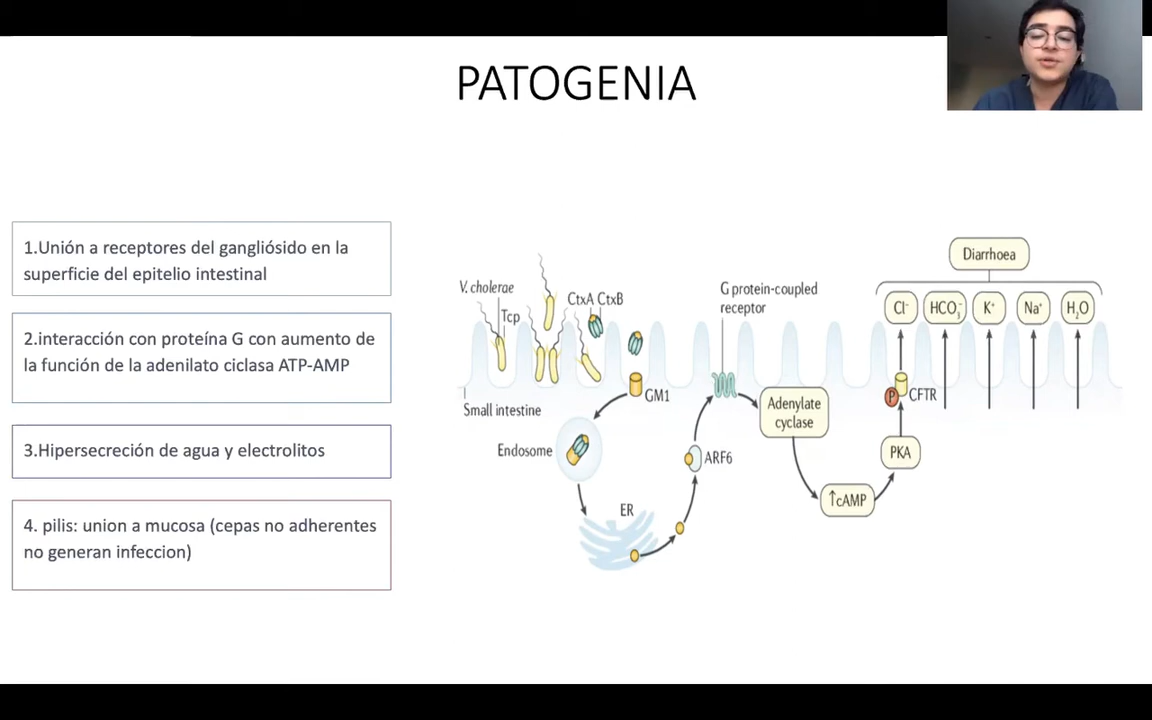 PATOGENIA
1.Unión a receptores del gangliósido en la
superficie del epitelio intestinal
2.interacción con proteína G con aumento de
la función de la adenilato ciclasa ATP-AMP
3.Hipersecreción de agua y electrolitos
4. pilis: union a mucosa (cepas no adherentes
no generan infeccion)
Diarrhoea
V. cholerae
Tcp
CtxA CtxB
G protein-coupled
receptor
Cl⁻
HCO₃⁻
K⁺
Na⁺
H₂O
Small intestine
GM1
Adenylate
cyclase
P
CFTR
Endosome
ARF6
PKA
ER
↑cAMP